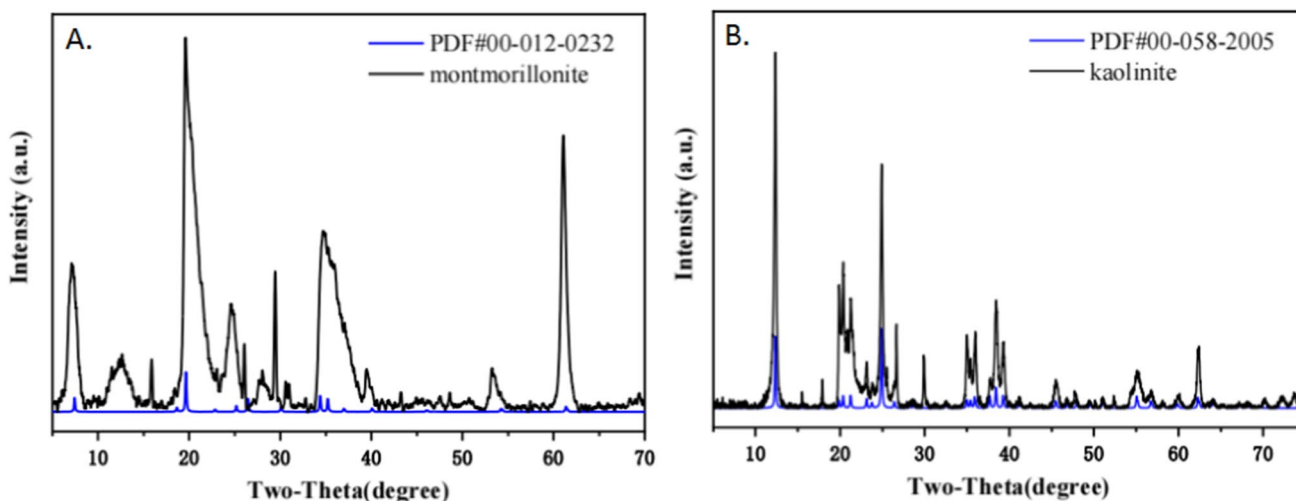 A.
PDF#00-012-0232
montmorillonite
Intensity (a.u.)
10 20 30 40 50 60 70
Two-Theta(degree)
B.
PDF#00-058-2005
kaolinite
Intensity (a.u.)
10 20 30 40 50 60 70
Two-Theta(degree)